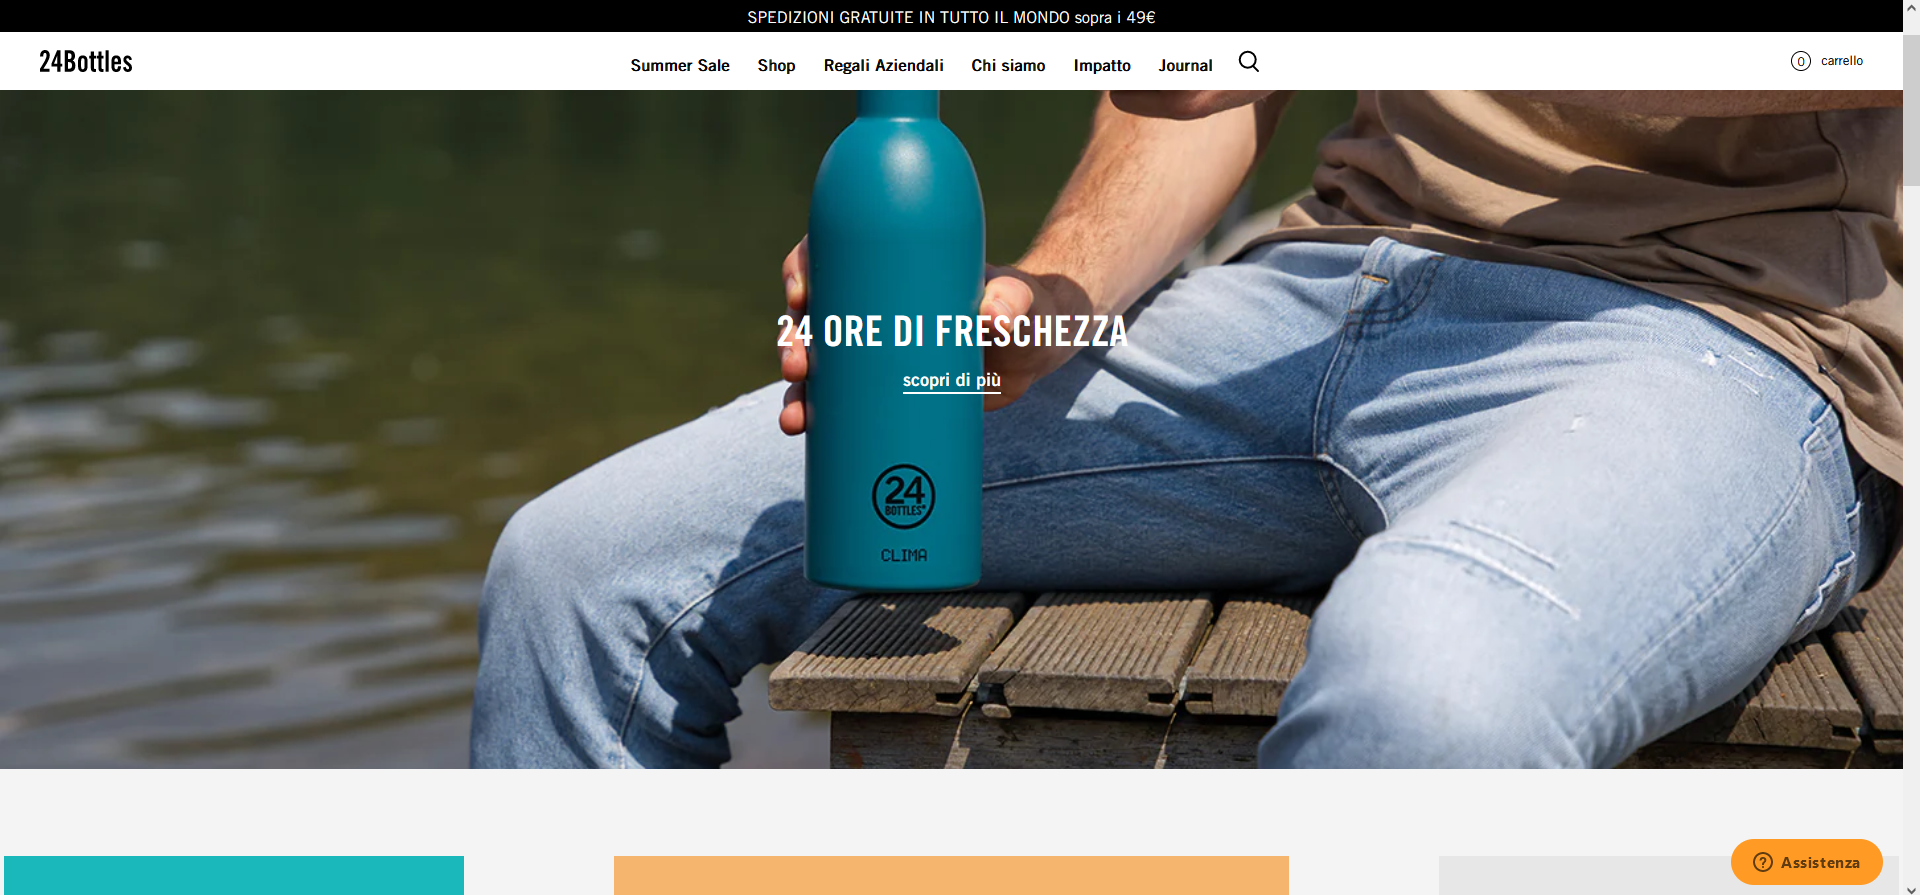 SPEDIZIONI GRATUITE IN TUTTO IL MONDO sopra i 49€
24Bottles
Summer Sale
Shop
Regali Aziendali
Chi siamo
Impatto
Journal
0
carrello
24 ORE DI FRESCHEZZA
scopri di più
24
BOTTLES®
CLIMA
Assistenza